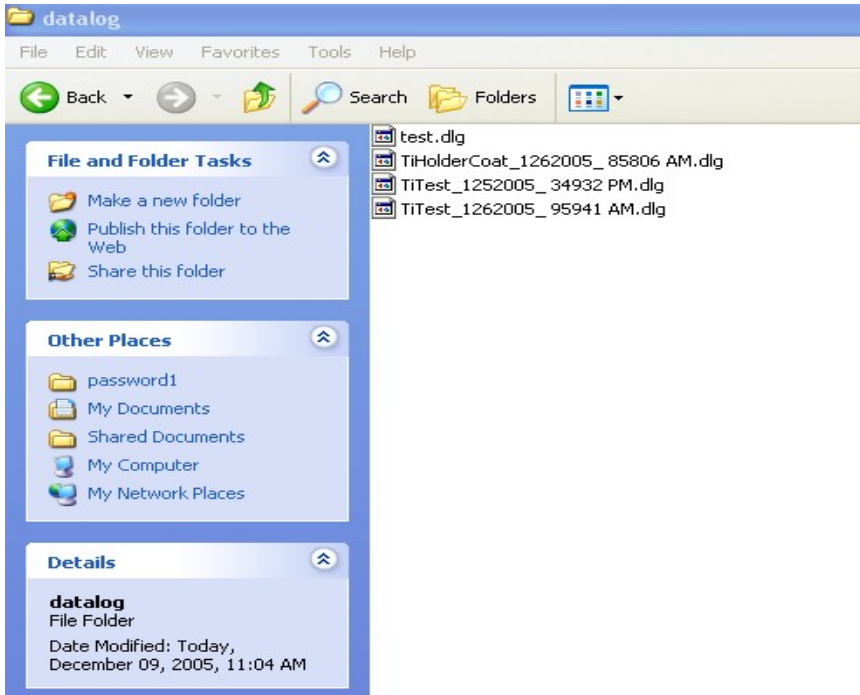 datalog
File Edit View Favorites Tools Help
Back Search Folders
File and Folder Tasks
Make a new folder
Publish this folder to the
Web
Share this folder
Other Places
password1
My Documents
Shared Documents
My Computer
My Network Places
Details
datalog
File Folder
Date Modified: Today,
December 09, 2005, 11:04 AM
test.dlg
TiHolderCoat_1262005_ 85806 AM.dlg
TiTest_1252005_ 34932 PM.dlg
TiTest_1262005_ 95941 AM.dlg